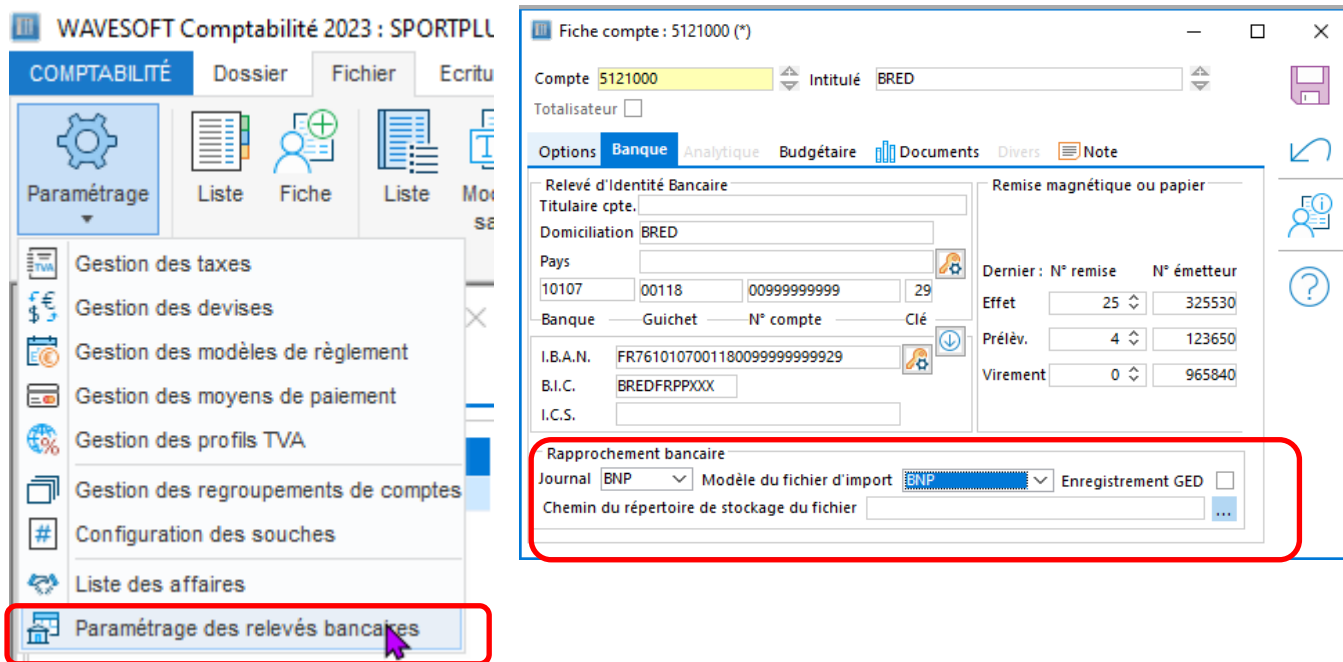 WAVESOFT Comptabilité 2023 : SPORTPLU
COMPTABILITÉ Dossier Fichier Ecritu
Paramétrage Liste Fiche Liste Mo
sa
Gestion des taxes
Gestion des devises
Gestion des modèles de règlement
Gestion des moyens de paiement
Gestion des profils TVA
Gestion des regroupements de comptes
Configuration des souches
Liste des affaires
Paramétrage des relevés bancaires
Fiche compte : 5121000 (*)
Compte 5121000 Intitulé BRED
Totalisateur
Options Banque Analytique Budgétaire Documents Divers Note
Relevé d'Identité Bancaire
Titulaire cpte.
Domiciliation BRED
Pays
10107 00118 00999999999 29
Banque Guichet N° compte Clé
I.B.A.N. FR7610107001180099999999929
B.I.C. BREDFRPPXXX
I.C.S.
Remise magnétique ou papier
Dernier : N° remise N° émetteur
Effet 25 325530
Prélèv. 4 123650
Virement 0 965840
Rapprochement bancaire
Journal BNP Modèle du fichier d'import BNP Enregistrement GED
Chemin du répertoire de stockage du fichier ...